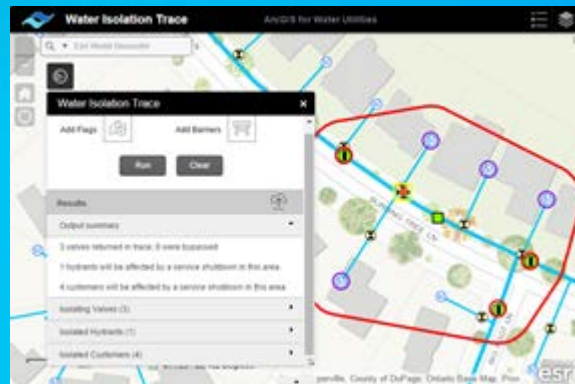 Water Isolation Trace
ArcGIS for Water Utilities
Esri World Geocoder
Water Isolation Trace
Add Flags
Add Barriers
Run
Clear
Results
Output summary
3 valves returned in trace, 0 were bypassed
1 hydrants will be affected by a service shutdown in this area
4 customers will be affected by a service shutdown in this area
Isolating Valves (3)
Isolated Hydrants (1)
Isolated Customers (4)
TREE LN
perville, County of DuPage, Ontario Base Map, Prov
esri